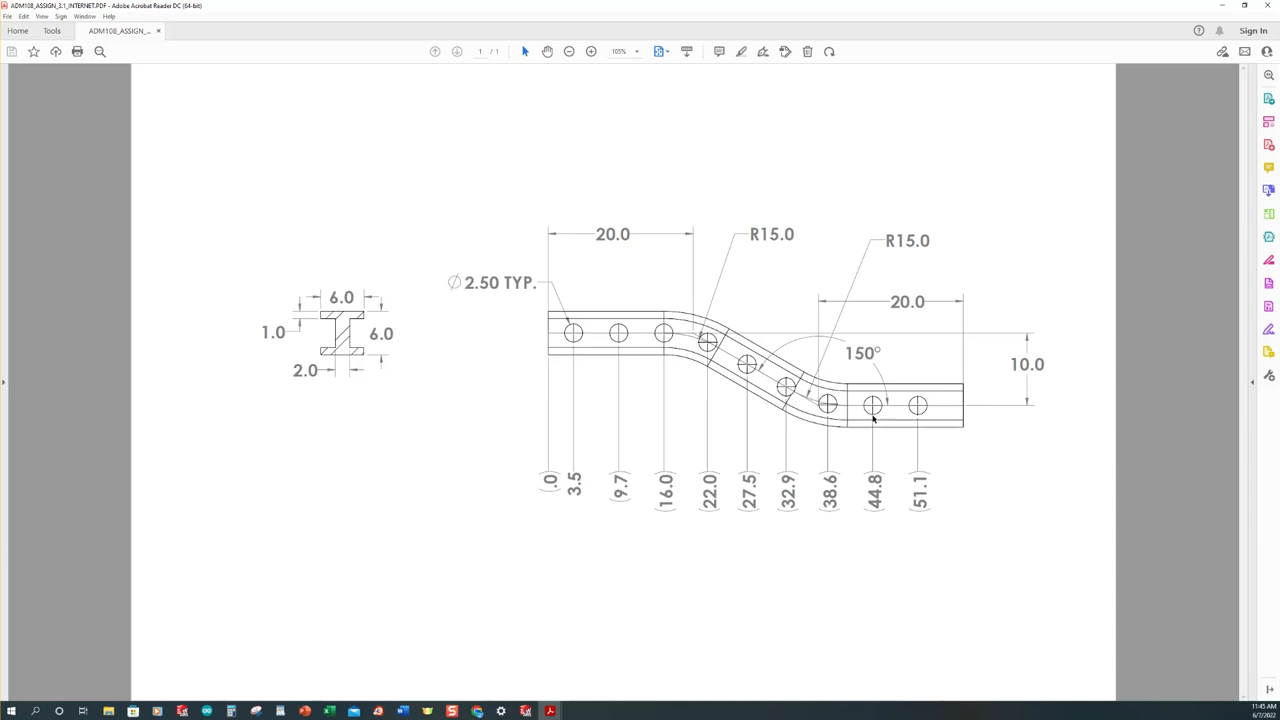 ADM108_ASSIGN_3.1_INTERNET.PDF - Adobe Acrobat Reader DC (64-bit)
File Edit View Sign Window Help
Home Tools ADM108_ASSIGN_... × Sign In
1 / 1 105%
20.0 R15.0 R15.0
Ø 2.50 TYP. 20.0
6.0
1.0 6.0
2.0
150° 10.0
(.0) 3.5 (9.7) (16.0) (22.0) (27.5) (32.9) (38.6) (44.8) (51.1)
11:45 AM
6/7/2022